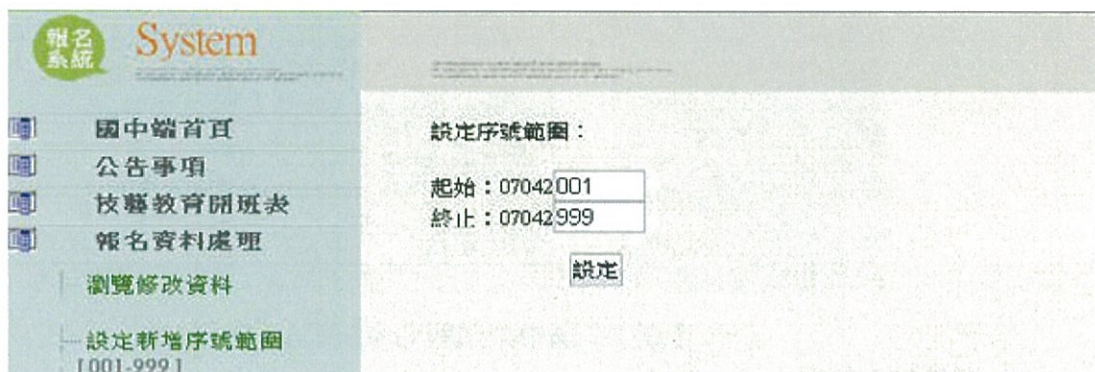 報名
系統
System
國中端首頁
公告事項
技藝教育開班表
報名資料處理
瀏覽修改資料
設定新增序號範圍
[001-999]
設定序號範圍：
起始：07042001
終止：07042999
設定